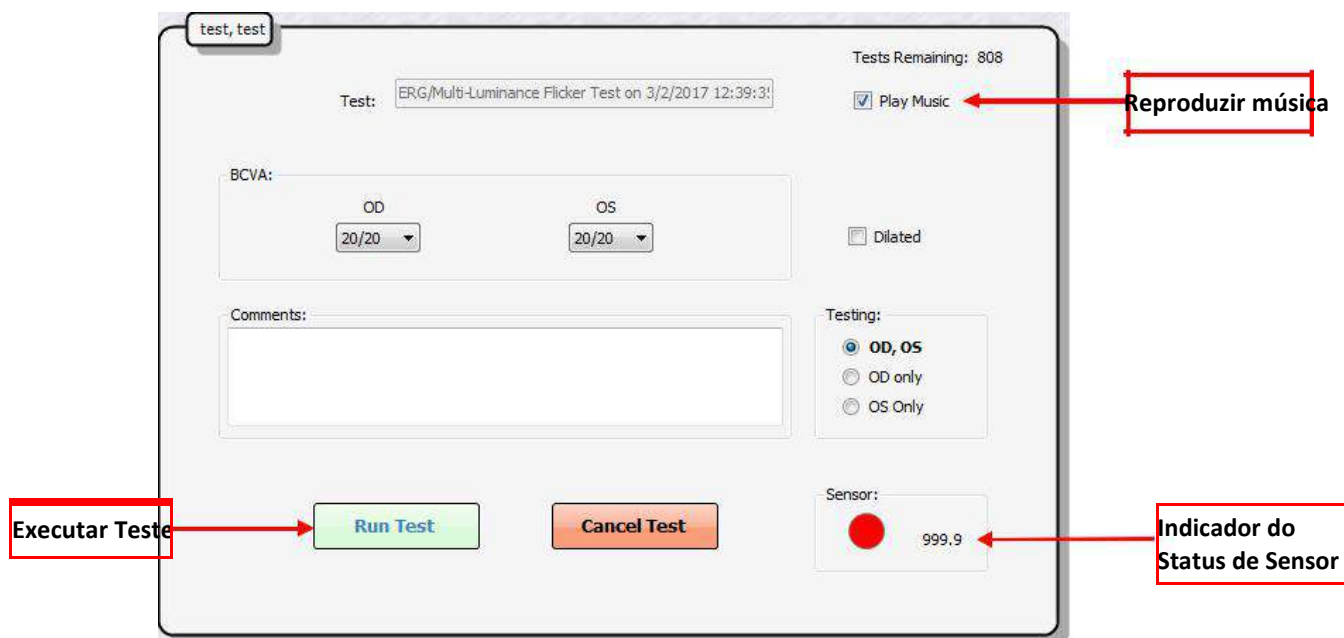 test, test
Tests Remaining: 808
Test:
ERG/Multi-Luminance Flicker Test on 3/2/2017 12:39:3
Play Music
Reproduzir música
BCVA:
OD
OS
20/20
20/20
Dilated
Comments:
Testing:
OD, OS
OD only
OS Only
Executar Teste
Run Test
Cancel Test
Sensor:
999.9
Indicador do
Status de Sensor